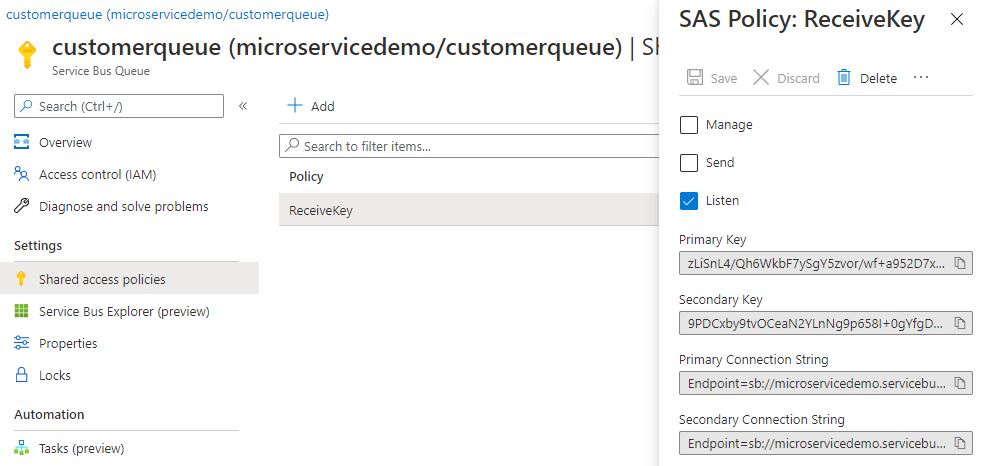 customerqueue (microservicedemo/customerqueue)
customerqueue (microservicedemo/customerqueue) | Sh
Service Bus Queue
Search (Ctrl+/)
«
Overview
Access control (IAM)
Diagnose and solve problems
Settings
Shared access policies
Service Bus Explorer (preview)
Properties
Locks
Automation
Tasks (preview)
+ Add
Search to filter items...
Policy
ReceiveKey
SAS Policy: ReceiveKey
Save Discard Delete ...
Manage
Send
Listen
Primary Key
zLiSnL4/Qh6WkbF7ySgY5zvor/wf+a952D7x...
Secondary Key
9PDCxby9tvOCeaN2YLnNg9p658I+0gYfgD...
Primary Connection String
Endpoint=sb://microservicedemo.servicebu...
Secondary Connection String
Endpoint=sb://microservicedemo.servicebu...